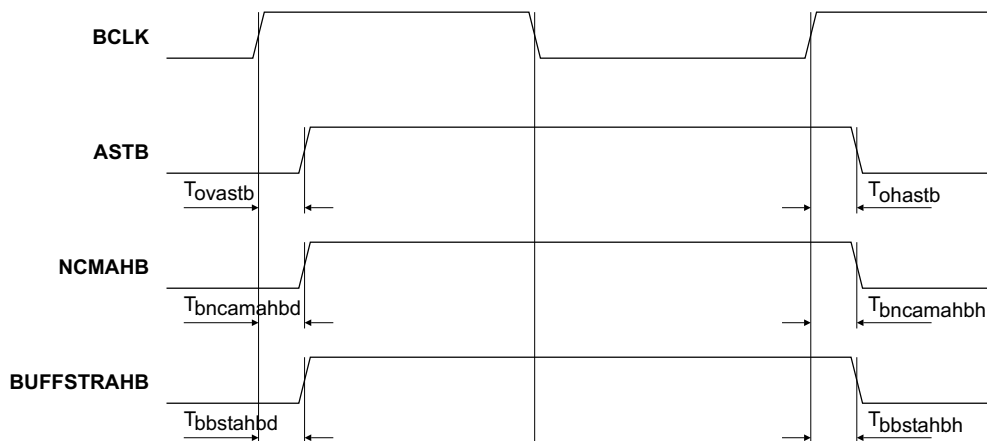 BCLK
ASTB
Tovastb Tohastb
NCMAHB
Tbncamahbd Tbncamahbh
BUFFSTRAHB
Tbbstahbd Tbbstahbh